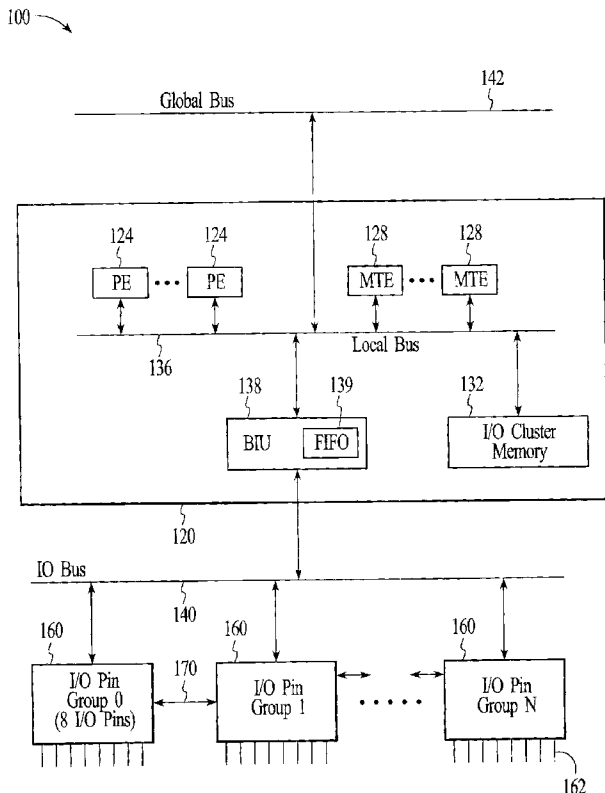 100
Global Bus
142
124
124
128
128
PE
PE
MTE
MTE
136
Local Bus
138
139
132
BIU
FIFO
I/O Cluster
Memory
120
IO Bus
140
160
160
160
170
I/O Pin
Group 0
(8 I/O Pins)
I/O Pin
Group 1
I/O Pin
Group N
162